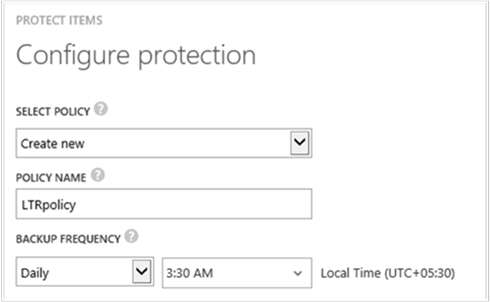 PROTECT ITEMS
Configure protection
SELECT POLICY ?
Create new
POLICY NAME ?
LTRpolicy
BACKUP FREQUENCY ?
Daily 3:30 AM Local Time (UTC+05:30)